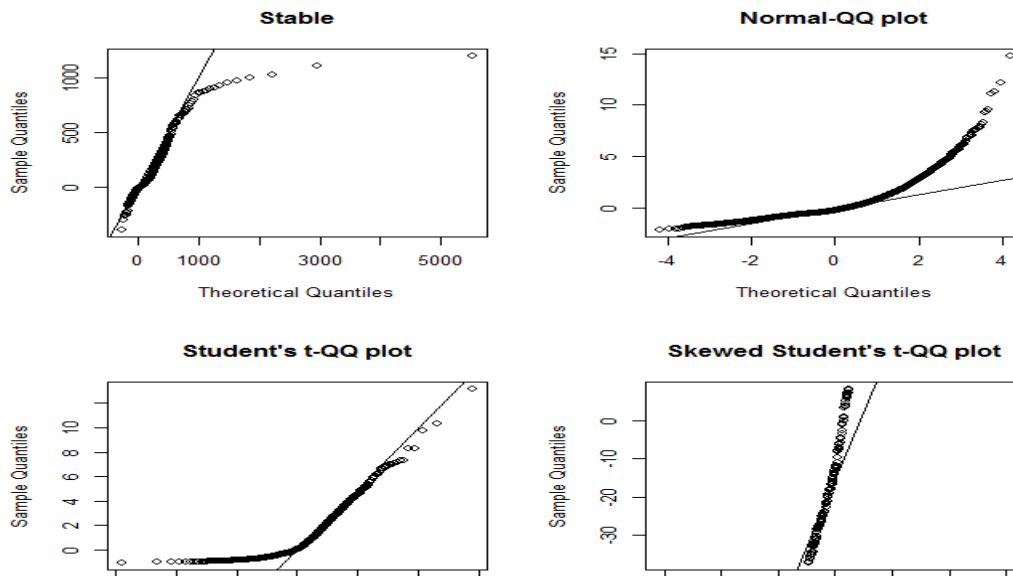 Stable
Sample Quantiles
1000
500
0
0 1000 3000 5000
Theoretical Quantiles
Normal-QQ plot
Sample Quantiles
15
10
5
0
-4 -2 0 2 4
Theoretical Quantiles
Student's t-QQ plot
Sample Quantiles
10
8
6
4
2
0
Skewed Student's t-QQ plot
Sample Quantiles
0
-10
-20
-30